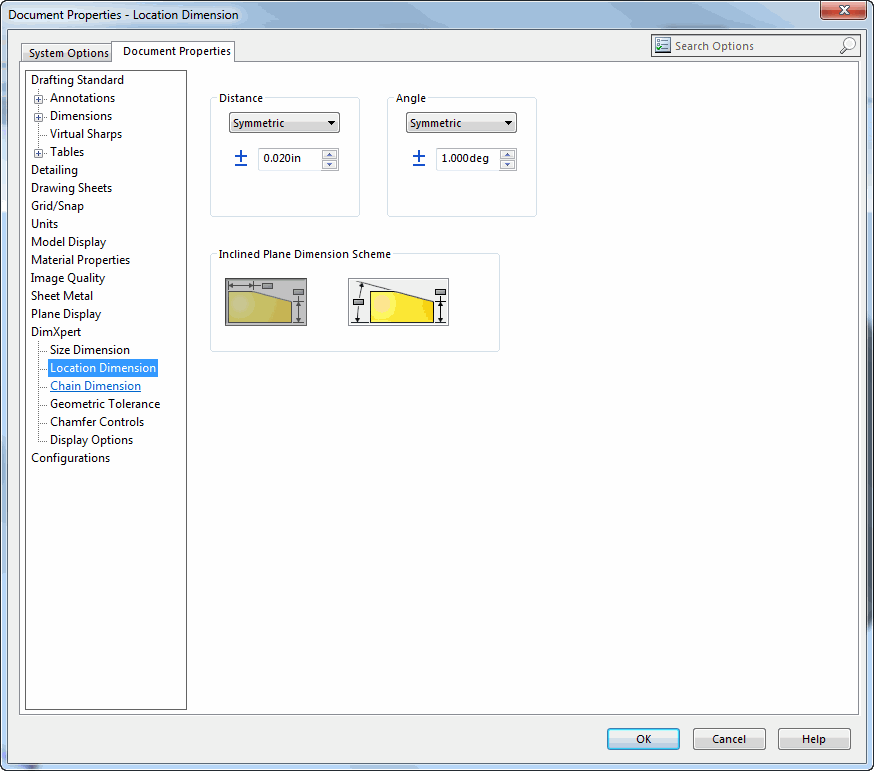 Document Properties - Location Dimension
System Options
Document Properties
Search Options
Drafting Standard
Annotations
Dimensions
Virtual Sharps
Tables
Detailing
Drawing Sheets
Grid/Snap
Units
Model Display
Material Properties
Image Quality
Sheet Metal
Plane Display
DimXpert
Size Dimension
Location Dimension
Chain Dimension
Geometric Tolerance
Chamfer Controls
Display Options
Configurations
Distance
Symmetric
± 0.020in
Angle
Symmetric
± 1.000deg
Inclined Plane Dimension Scheme
OK
Cancel
Help